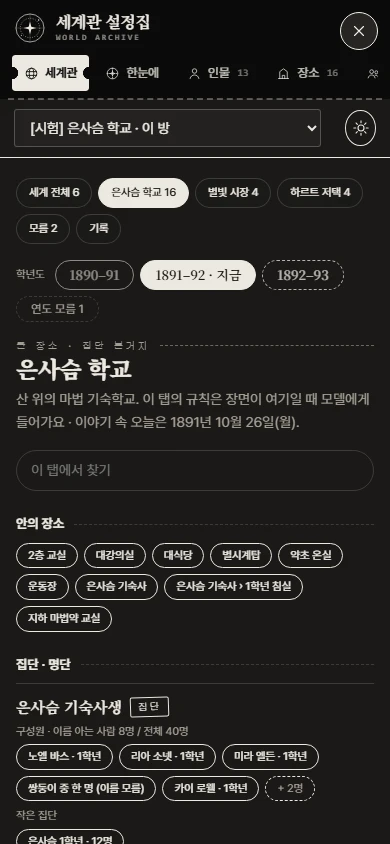 세계관 설정집
WORLD ARCHIVE
세계관 한눈에 인물 13 장소 16
[시험] 은사슴 학교 · 이 방
세계 전체 6 은사슴 학교 16 별빛 시장 4 하르트 저택 4
모름 2 기록
학년도 1890–91 1891–92 · 지금 1892–93
연도 모름 1
큰 장소 · 집단 본거지
은사슴 학교
산 위의 마법 기숙학교. 이 탭의 규칙은 장면이 여기일 때 모델에게
들어가요 · 이야기 속 오늘은 1891년 10월 26일(월).
이 탭에서 찾기
안의 장소
2층 교실 대강의실 대식당 별시계탑 약초 온실
운동장 은사슴 기숙사 은사슴 기숙사 › 1학년 침실
지하 마법약 교실
집단 · 명단
은사슴 기숙사생 집단
구성원 · 이름 아는 사람 8명 / 전체 40명
노엘 바스 · 1학년 리아 소넷 · 1학년 미라 엘든 · 1학년
쌍둥이 중 한 명 (이름 모름) 카이 로웰 · 1학년 + 2명
작은 집단
은사슴 1학년 · 12명